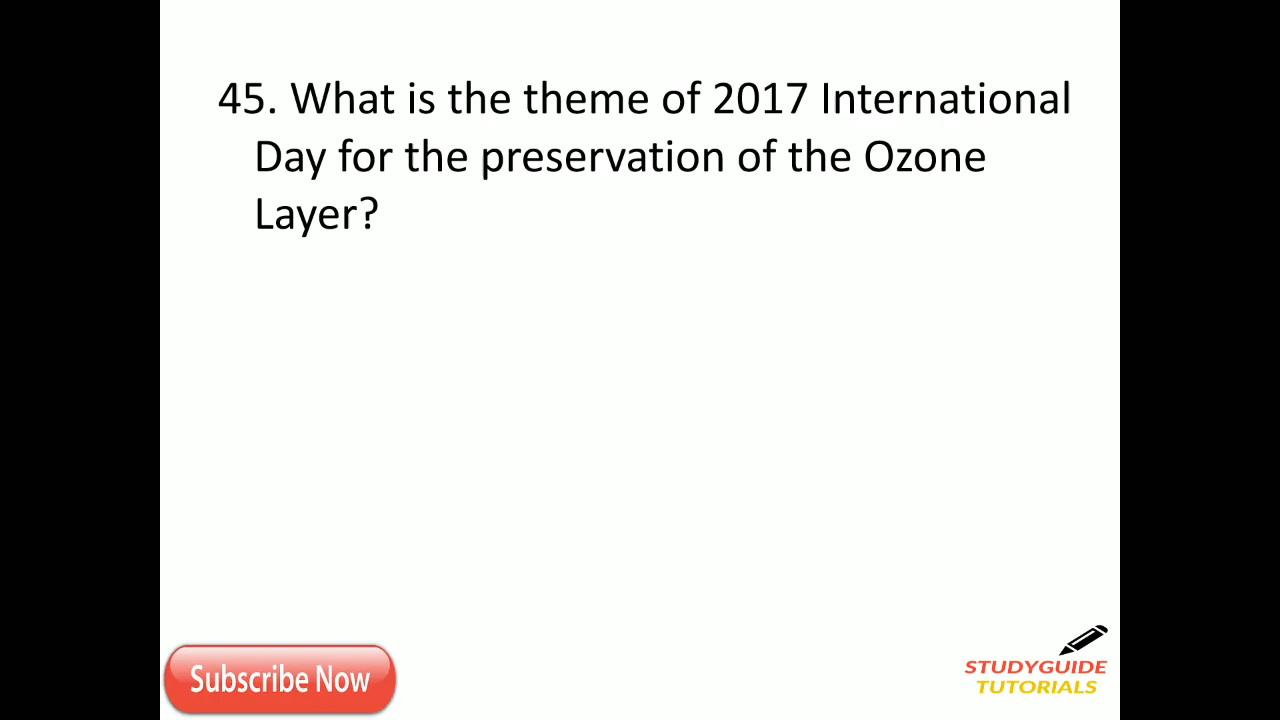 45. What is the theme of 2017 International
Day for the preservation of the Ozone
Layer?
Subscribe Now
STUDYGUIDE
TUTORIALS